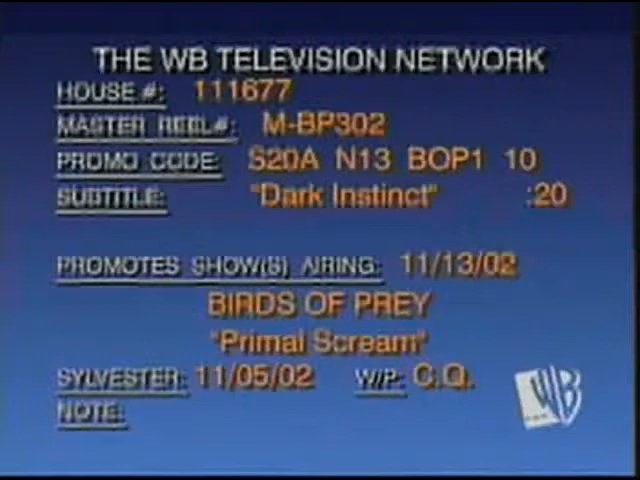 THE WB TELEVISION NETWORK
HOUSE #: 111677
MASTER REEL#: M-BP302
PROMO CODE: S20A N13 BOP1 10
SUBTITLE: "Dark Instinct" :20
PROMOTES SHOW(S) AIRING: 11/13/02
BIRDS OF PREY
"Primal Scream"
SYLVESTER: 11/05/02 W/P: C.Q.
NOTE:
WB